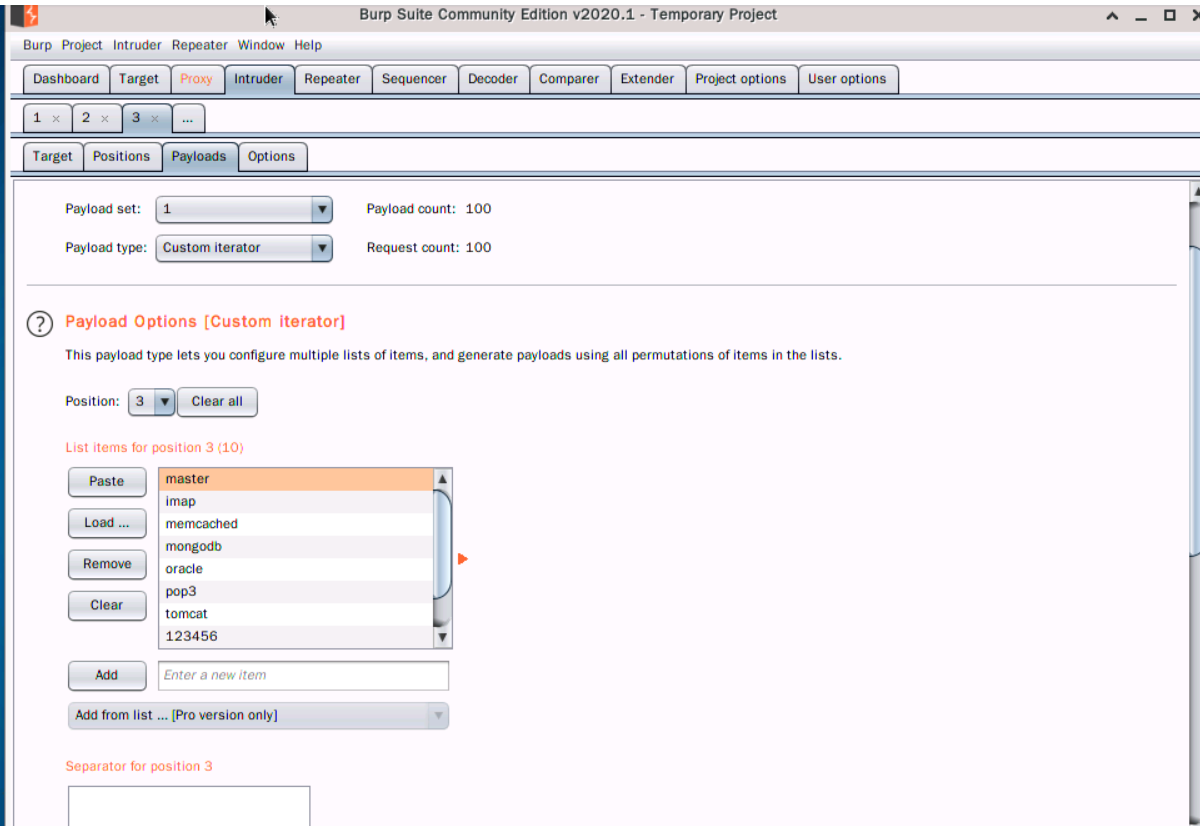 Burp Suite Community Edition v2020.1 - Temporary Project
Burp Project Intruder Repeater Window Help
Dashboard Target Proxy Intruder Repeater Sequencer Decoder Comparer Extender Project options User options
1 × 2 × 3 × ...
Target Positions Payloads Options
Payload set: 1 Payload count: 100
Payload type: Custom iterator Request count: 100
? Payload Options [Custom iterator]
This payload type lets you configure multiple lists of items, and generate payloads using all permutations of items in the lists.
Position: 3 Clear all
List items for position 3 (10)
Paste master
imap
Load ... memcached
mongodb
Remove oracle
pop3
Clear tomcat
123456
Add Enter a new item
Add from list ... [Pro version only]
Separator for position 3